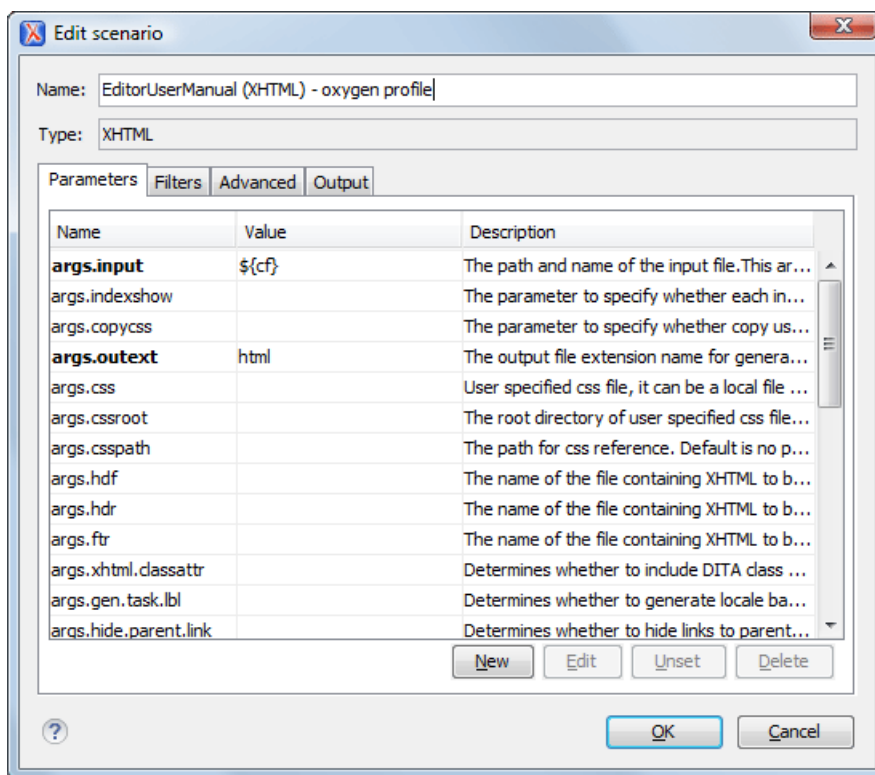 Edit scenario
Name: EditorUserManual (XHTML) - oxygen profile
Type: XHTML
Parameters Filters Advanced Output
Name Value Description
args.input ${cf} The path and name of the input file.This ar...
args.indexshow The parameter to specify whether each in...
args.copycss The parameter to specify whether copy us...
args.outext html The output file extension name for genera...
args.css User specified css file, it can be a local file ...
args.cssroot The root directory of user specified css file...
args.csspath The path for css reference. Default is no p...
args.hdf The name of the file containing XHTML to b...
args.hdr The name of the file containing XHTML to b...
args.ftr The name of the file containing XHTML to b...
args.xhtml.classattr Determines whether to include DITA class ...
args.gen.task.lbl Determines whether to generate locale ba...
args.hide.parent.link Determines whether to hide links to parent...
New Edit Unset Delete
? OK Cancel